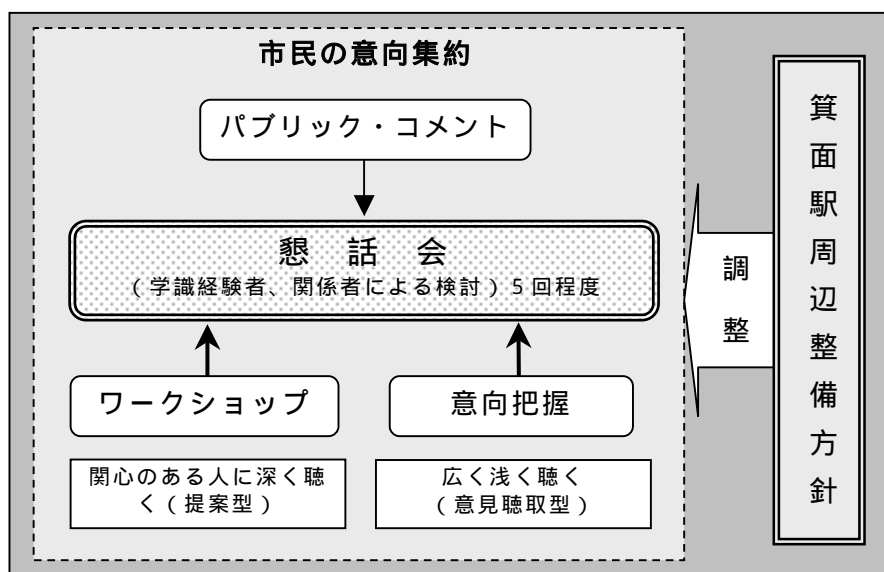 市民の意向集約
パブリック・コメント
懇話会
(学識経験者、関係者による検討)5回程度
ワークショップ
意向把握
関心のある人に深く聴
く(提案型)
広く浅く聴く
(意見聴取型)
調整
箕面駅周辺整備方針